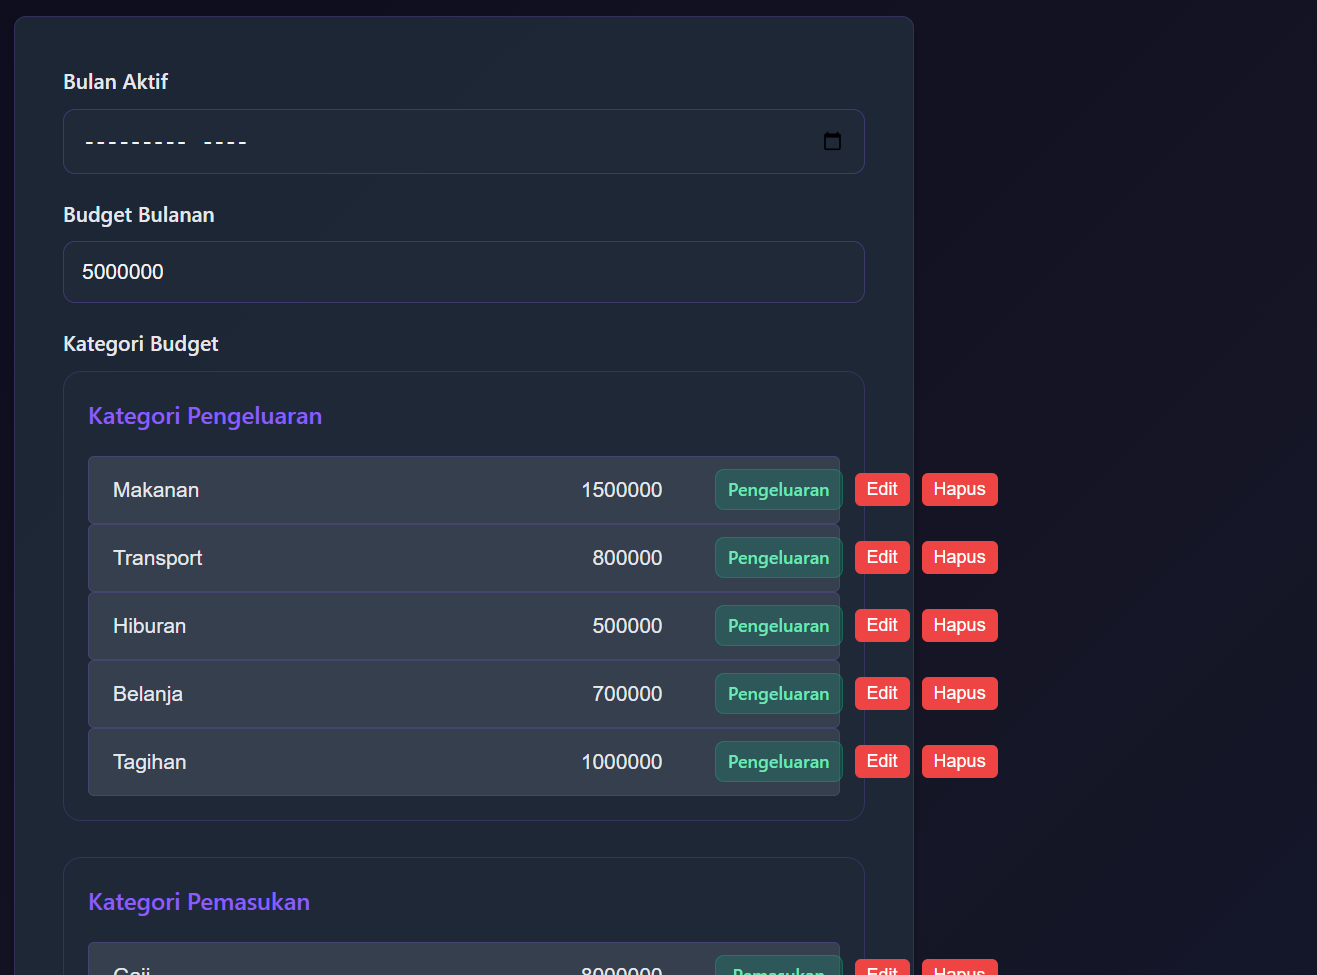 Bulan Aktif
--------- ----
Budget Bulanan
5000000
Kategori Budget
Kategori Pengeluaran
Makanan 1500000 Pengeluaran Edit Hapus
Transport 800000 Pengeluaran Edit Hapus
Hiburan 500000 Pengeluaran Edit Hapus
Belanja 700000 Pengeluaran Edit Hapus
Tagihan 1000000 Pengeluaran Edit Hapus
Kategori Pemasukan
Gaji 8000000 Pemasukan Edit Hapus